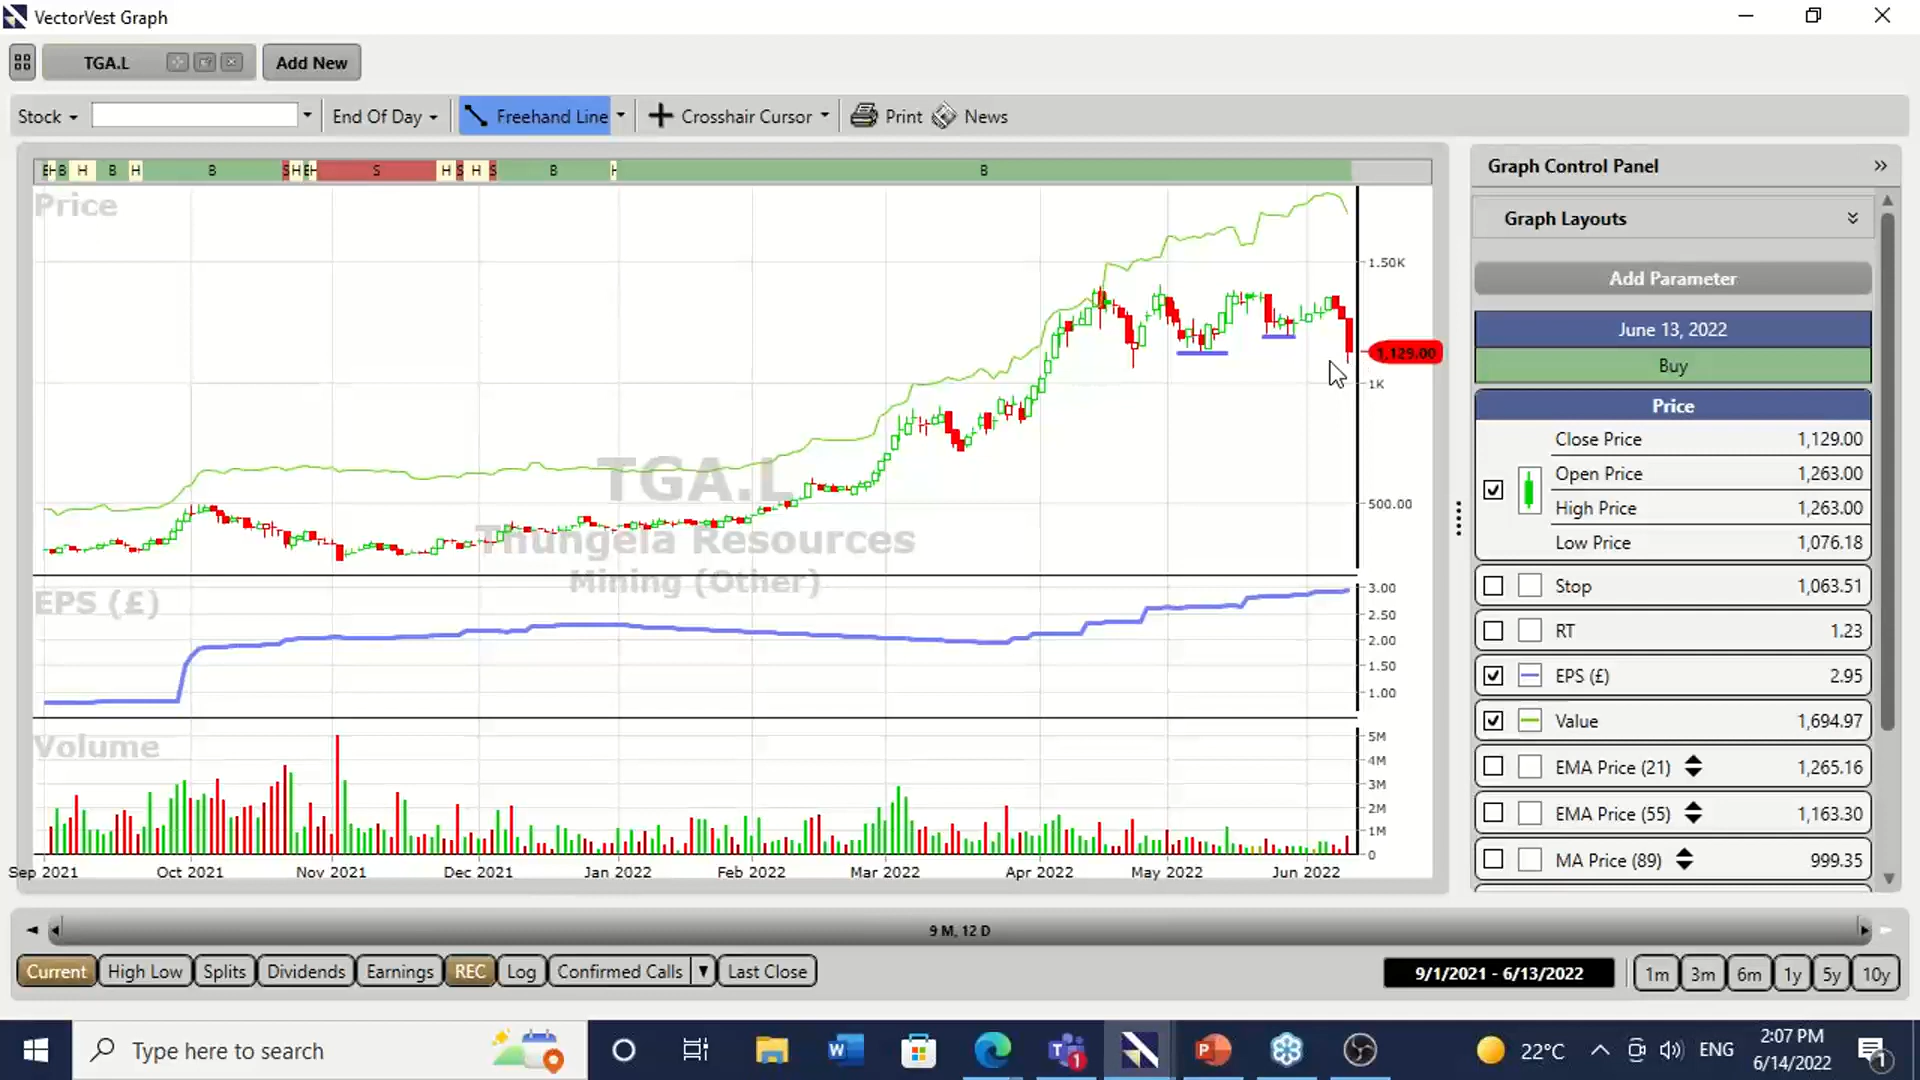 VectorVest Graph
TGA.L
Add New
Stock
End Of Day
Freehand Line
Crosshair Cursor
Print
News
B H B H B S H H S H S H S B H B
Price
1.50K
1,129.00
1K
500.00
TGA.L
Thungela Resources
Mining (Other)
EPS (£)
3.00
2.50
2.00
1.50
1.00
Volume
5M
4M
3M
2M
1M
0
Sep 2021 Oct 2021 Nov 2021 Dec 2021 Jan 2022 Feb 2022 Mar 2022 Apr 2022 May 2022 Jun 2022
Graph Control Panel
Graph Layouts
Add Parameter
June 13, 2022
Buy
Price
Close Price 1,129.00
Open Price 1,263.00
High Price 1,263.00
Low Price 1,076.18
Stop 1,063.51
RT 1.23
EPS (£) 2.95
Value 1,694.97
EMA Price (21) 1,265.16
EMA Price (55) 1,163.30
MA Price (89) 999.35
9 M, 12 D
Current High Low Splits Dividends Earnings REC Log Confirmed Calls Last Close
9/1/2021 - 6/13/2022
1m 3m 6m 1y 5y 10y
Type here to search
22°C
ENG
2:07 PM
6/14/2022